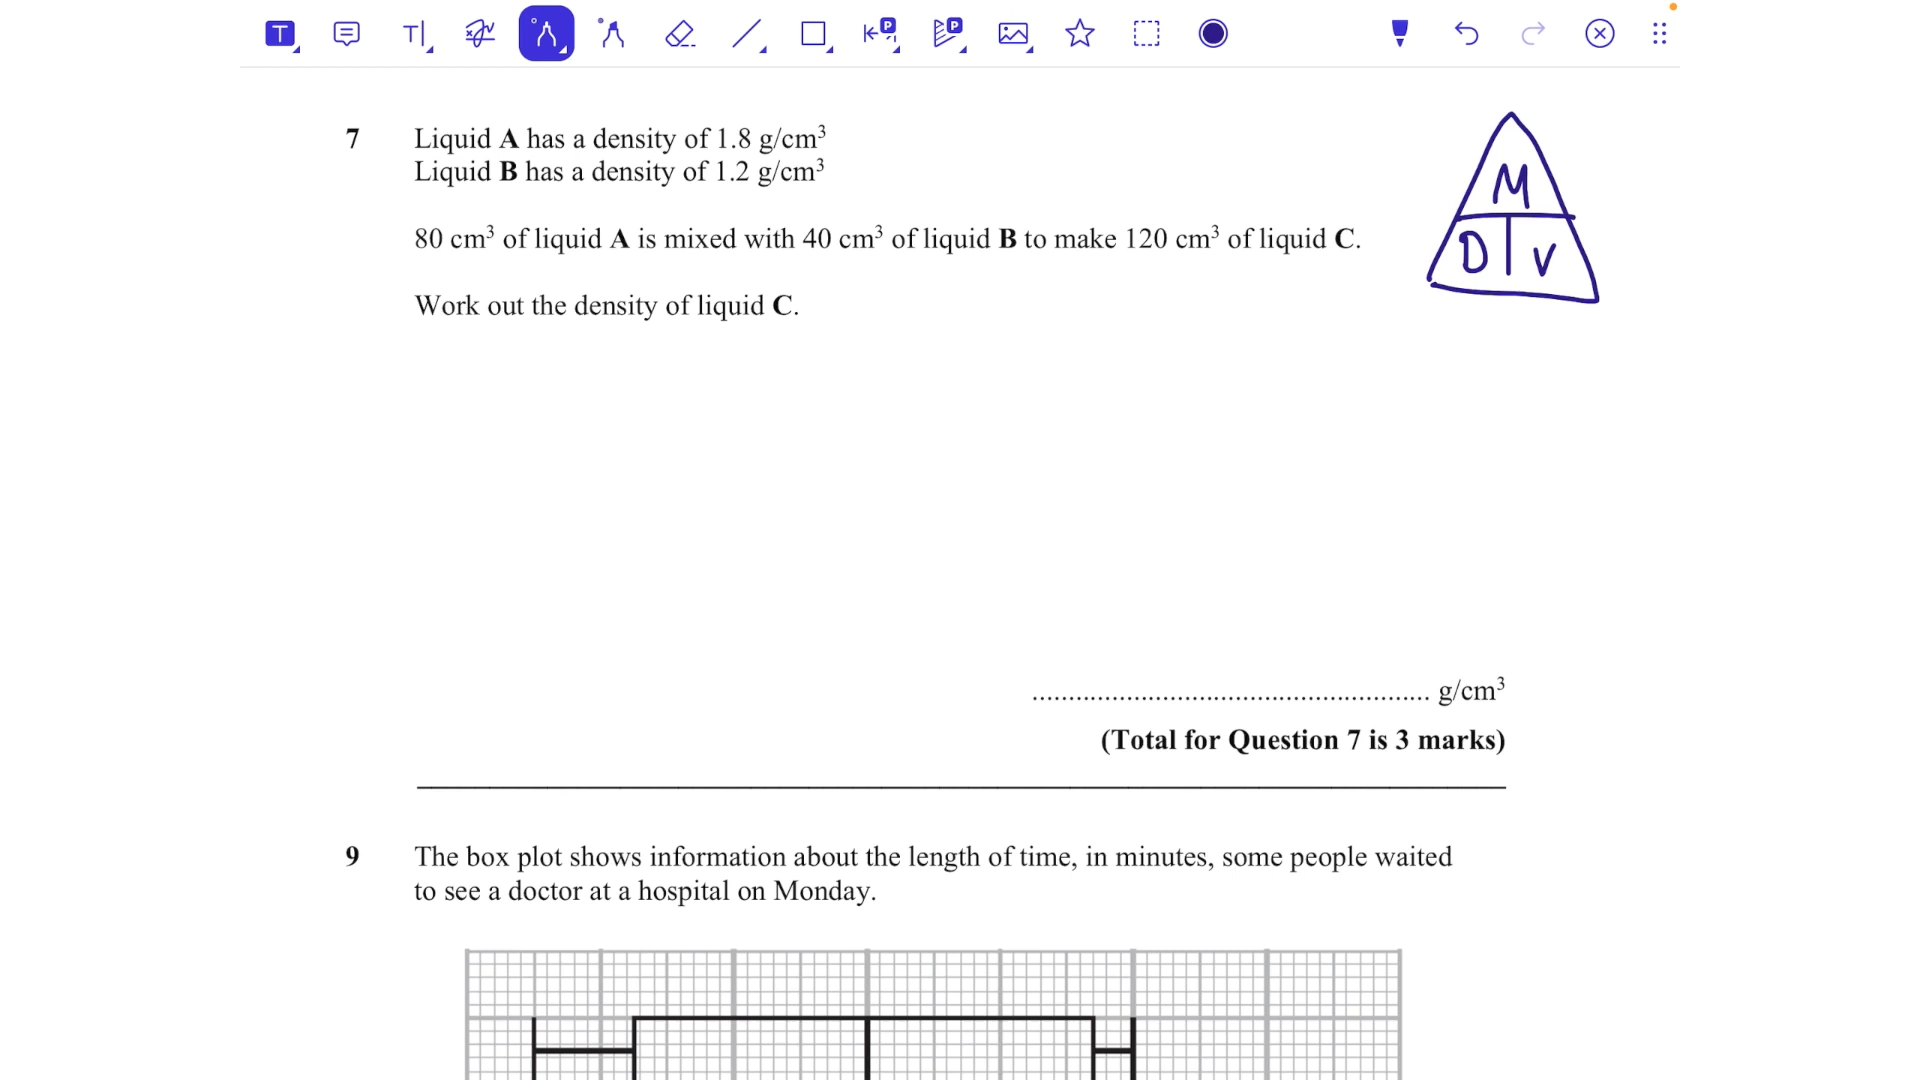 7 Liquid A has a density of 1.8 g/cm³
Liquid B has a density of 1.2 g/cm³
80 cm³ of liquid A is mixed with 40 cm³ of liquid B to make 120 cm³ of liquid C.
Work out the density of liquid C.
M
D V
...................................................... g/cm³
(Total for Question 7 is 3 marks)
9 The box plot shows information about the length of time, in minutes, some people waited
to see a doctor at a hospital on Monday.